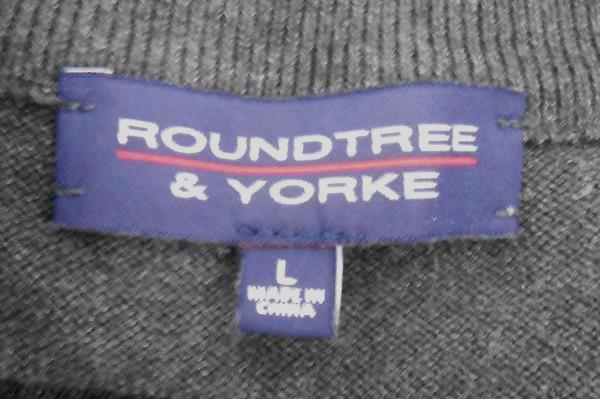 ROUNDTREE
& YORKE
L
MADE IN
CHINA